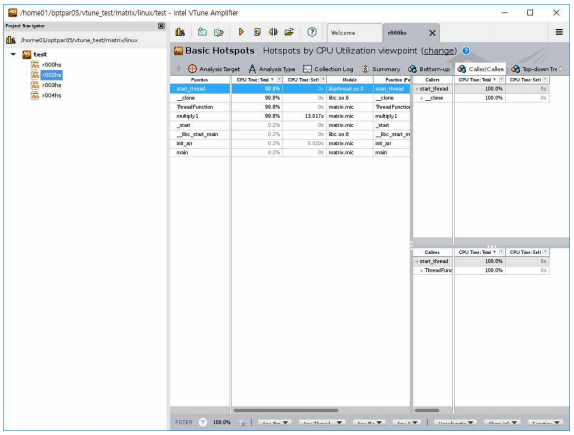 /home01/optpar05/vtune_test/matrix/linux/test - Intel VTune Amplifier
Project Navigator
/home01/optpar05/vtune_test/matrix/linux
test
r000hs
r002hs
r003hs
r004hs
Welcome
r000hs
Basic Hotspots Hotspots by CPU Utilization viewpoint (change)
Analysis Target Analysis Type Collection Log Summary Bottom-up Caller/Callee Top-down Tre
Function CPU Time: Total CPU Time: Self Module Function (Fu
start_thread 99.8% 0s libpthread.so.0 start_thread
__clone 99.8% 0s libc.so.6 __clone
ThreadFunction 99.8% 0s matrix.mic ThreadFunctio
multiply1 99.8% 13.017s matrix.mic multiply1
_start 0.2% 0s matrix.mic _start
__libc_start_main 0.2% 0s libc.so.6 __libc_start_m
init_arr 0.2% 0.020s matrix.mic init_arr
main 0.2% 0s matrix.mic main
Callers CPU Time: Total CPU Time: Self
start_thread 100.0% 0s
__clone 100.0% 0s
Callees CPU Time: Total CPU Time: Self
start_thread 100.0% 0s
ThreadFunc 100.0% 0s
FILTER 100.0%